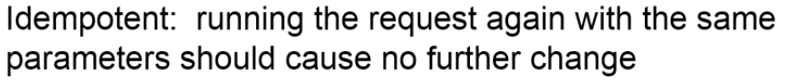 Idempotent:  running the request again with the same
parameters should cause no further change